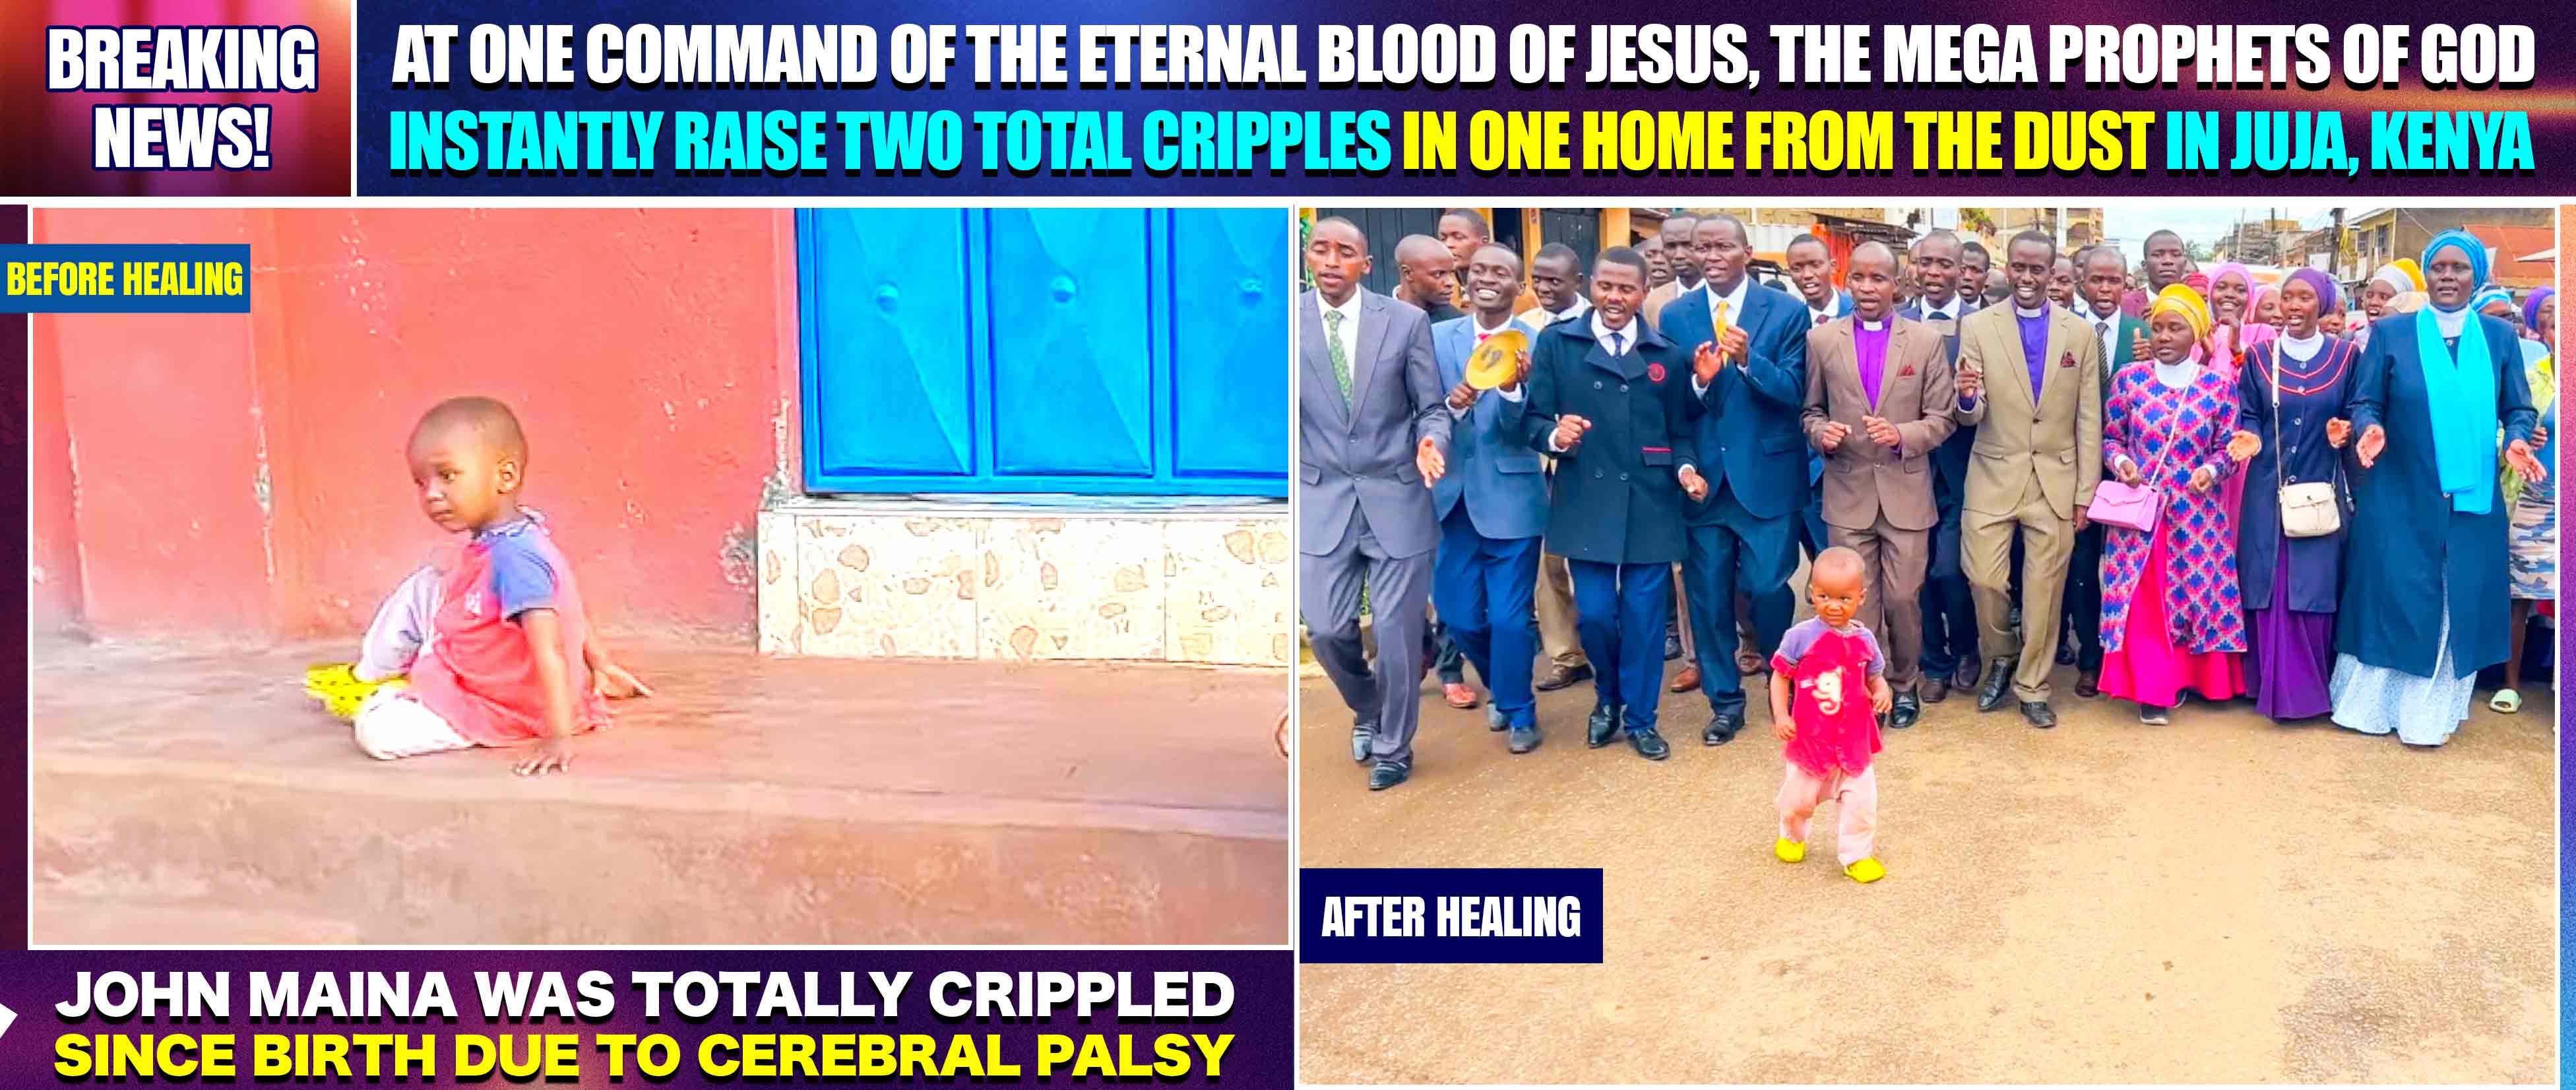 BREAKING
NEWS!
AT ONE COMMAND OF THE ETERNAL BLOOD OF JESUS, THE MEGA PROPHETS OF GOD
INSTANTLY RAISE TWO TOTAL CRIPPLES IN ONE HOME FROM THE DUST IN JUJA, KENYA
BEFORE HEALING
AFTER HEALING
JOHN MAINA WAS TOTALLY CRIPPLED
SINCE BIRTH DUE TO CEREBRAL PALSY